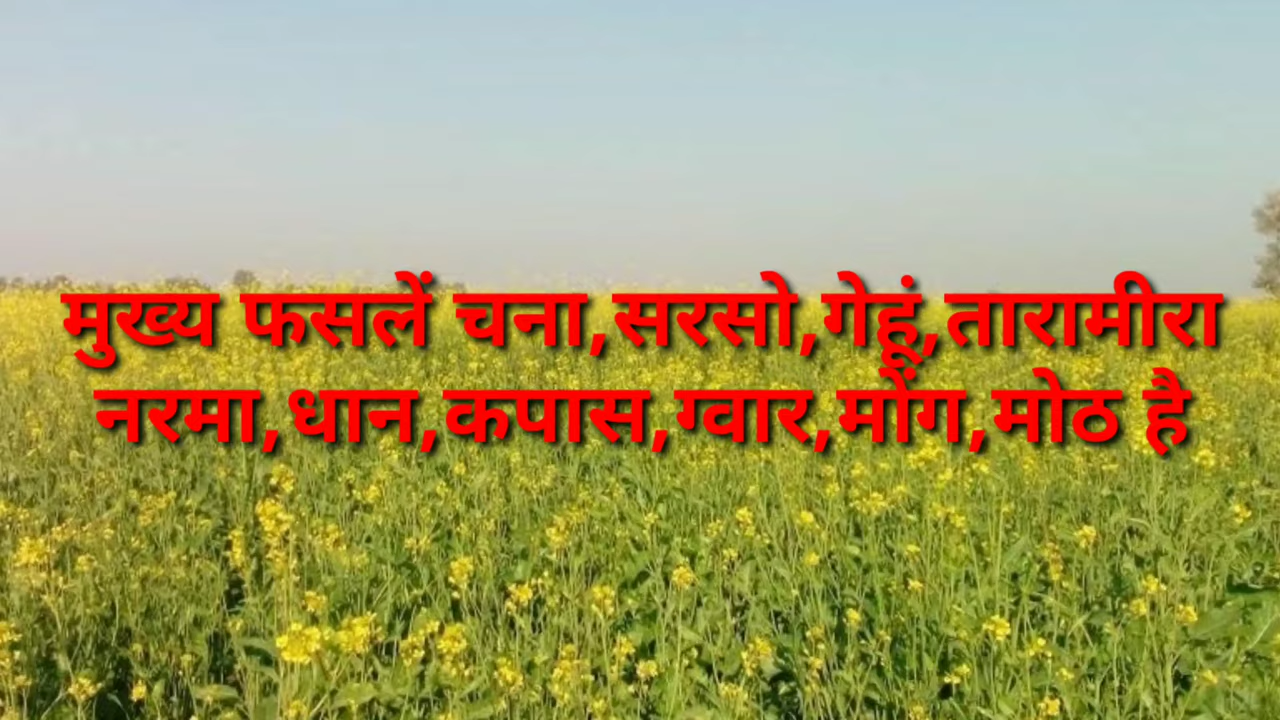 मुख्य फसलें चना,सरसो,गेहूं,तारामीरा
नरमा,धान,कपास,ग्वार,मोंग,मोठ है